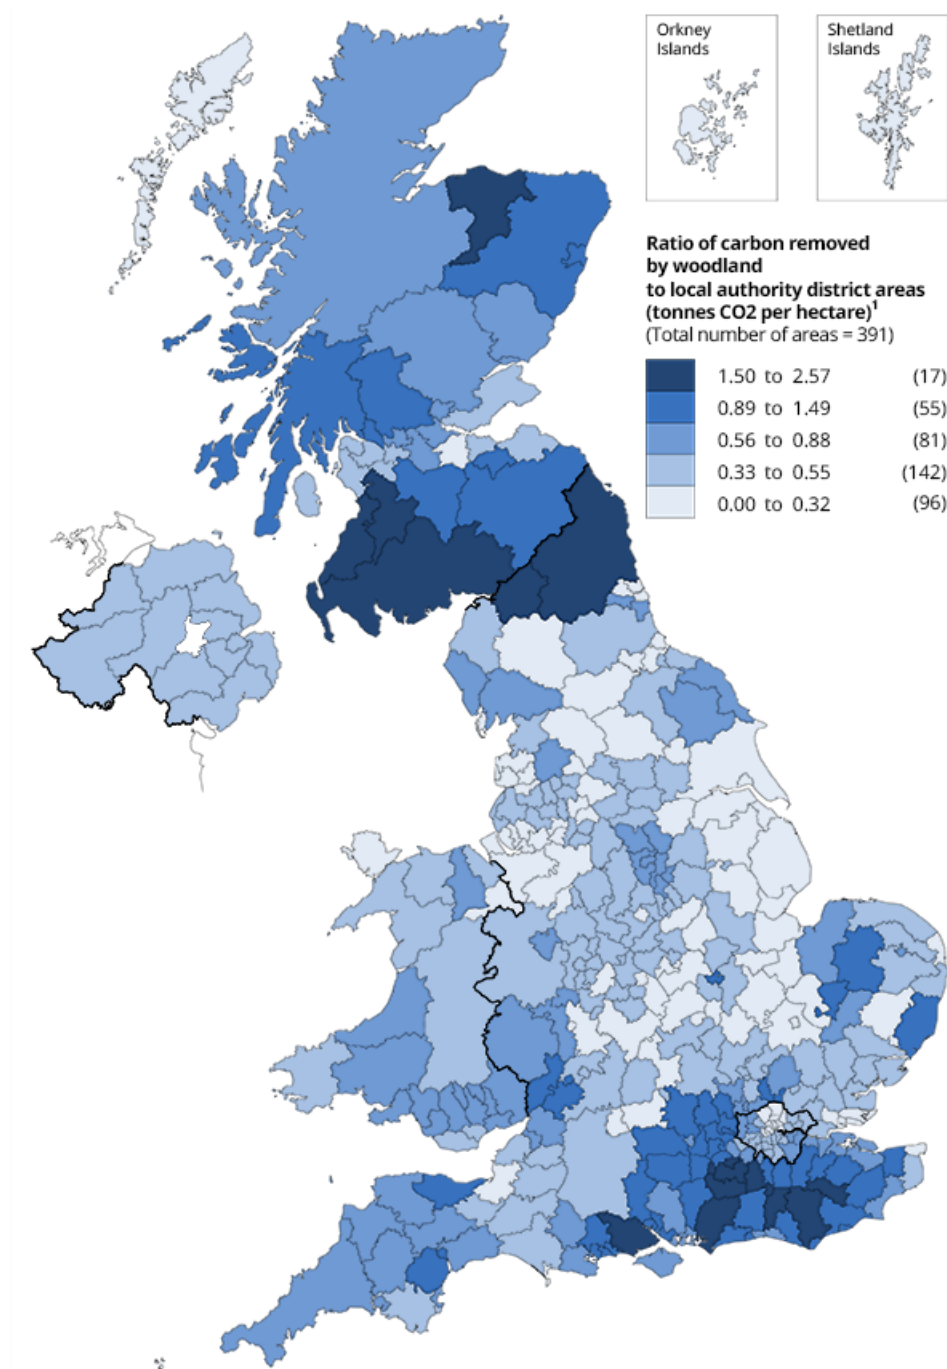 Orkney
Islands
Shetland
Islands
Ratio of carbon removed
by woodland
to local authority district areas
(tonnes CO2 per hectare)¹
(Total number of areas = 391)
1.50 to 2.57 (17)
0.89 to 1.49 (55)
0.56 to 0.88 (81)
0.33 to 0.55 (142)
0.00 to 0.32 (96)